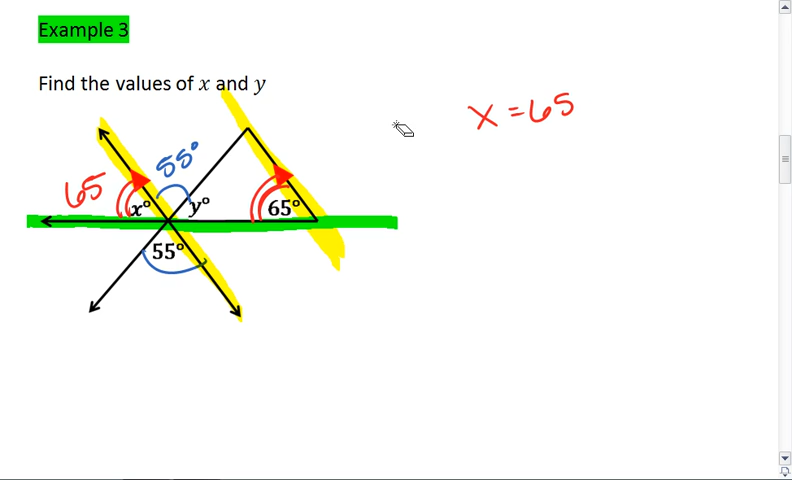 Example 3
Find the values of x and y
x = 65
55°
65
x°
y°
65°
55°